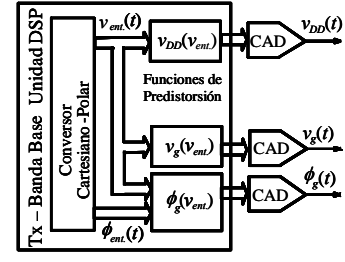 Tx – Banda Base Unidad DSP
Conversor
Cartesiano -Polar
v_ent.(t)
v_DD(v_ent.)
CAD
v_DD(t)
Funciones de
Predistorsión
v_g(v_ent.)
CAD
v_g(t)
ϕ_g(v_ent.)
CAD
ϕ_g(t)
ϕ_ent.(t)